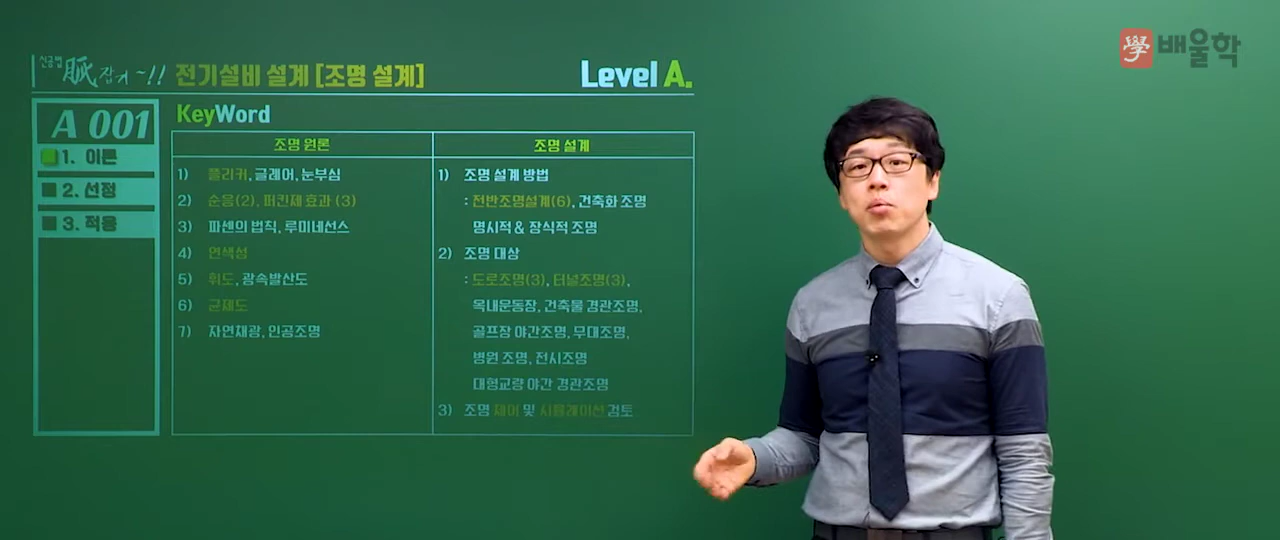 學 배울학
신공법 脈 잡기 ~!! 전기설비 설계 [조명 설계] Level A.
A 001
1. 이론
2. 선정
3. 적용
KeyWord
조명 원론
1) 플리커, 글레어, 눈부심
2) 순응(2), 퍼킨제 효과 (3)
3) 파센의 법칙, 루미네선스
4) 연색성
5) 휘도, 광속발산도
6) 균제도
7) 자연채광, 인공조명
조명 설계
1) 조명 설계 방법
: 전반조명설계(6), 건축화 조명
명시적 & 장식적 조명
2) 조명 대상
: 도로조명(3), 터널조명(3),
옥내운동장, 건축물 경관조명,
골프장 야간조명, 무대조명,
병원 조명, 전시조명
대형교량 야간 경관조명
3) 조명 제어 및 시뮬레이션 검토